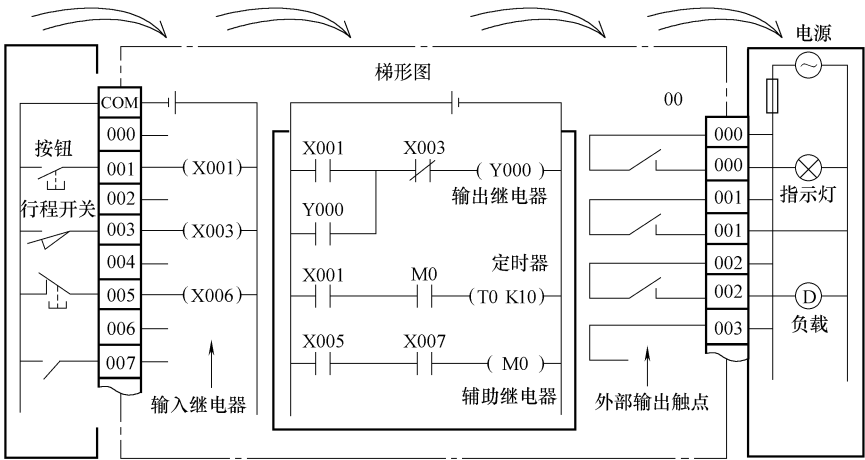 电源
梯形图
COM
000
001
002
003
004
005
006
007
按钮
行程开关
(X001)
(X003)
(X006)
输入继电器
X001
X003
(Y000)
输出继电器
Y000
定时器
X001
M0
(T0 K10)
X005
X007
(M0)
辅助继电器
00
外部输出触点
000
000
001
001
002
002
003
指示灯
D
负载